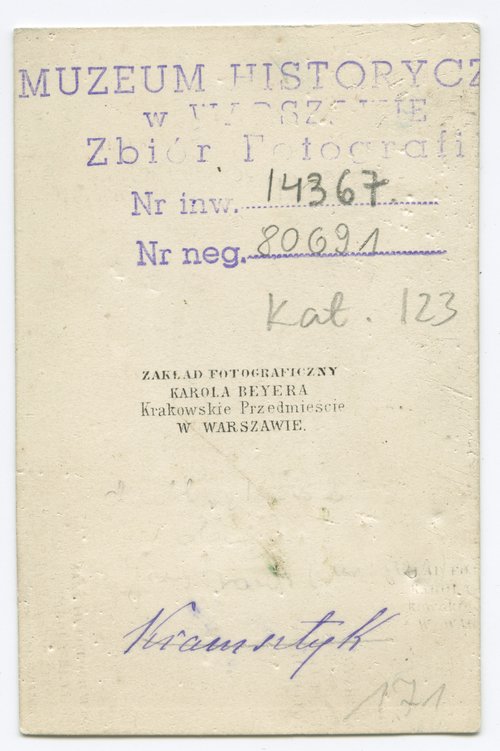 MUZEUM HISTORYCZ
w WARSZAWIE
Zbiór Fotografi
Nr inw. 14367
Nr neg. 80691
Kat. 123
ZAKŁAD FOTOGRAFICZNY
KAROLA BEYERA
Krakowskie Przedmieście
W WARSZAWIE.
Kramsztyk
171